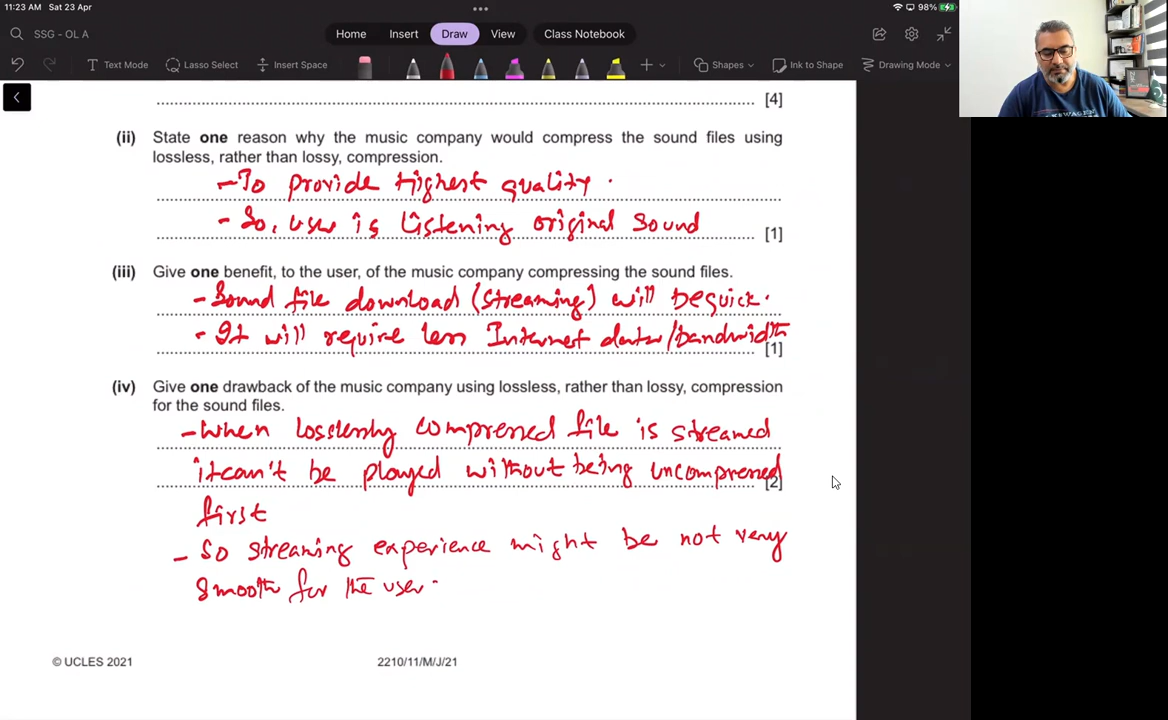 11:23 AM Sat 23 Apr
98%
SSG - OL A
Home Insert Draw View Class Notebook
Text Mode Lasso Select Insert Space Shapes Ink to Shape Drawing Mode
[4]
(ii) State one reason why the music company would compress the sound files using
lossless, rather than lossy, compression.
- To provide Highest quality.
- So, user is listening original sound
[1]
(iii) Give one benefit, to the user, of the music company compressing the sound files.
- Sound file download (streaming) will be quick.
- It will require less Internet data/bandwidth
[1]
(iv) Give one drawback of the music company using lossless, rather than lossy, compression
for the sound files.
- When losslessly compressed file is streamed
it can't be played without being uncompressed
[2]
first
- So streaming experience might be not very
smooth for the user.
© UCLES 2021 2210/11/M/J/21